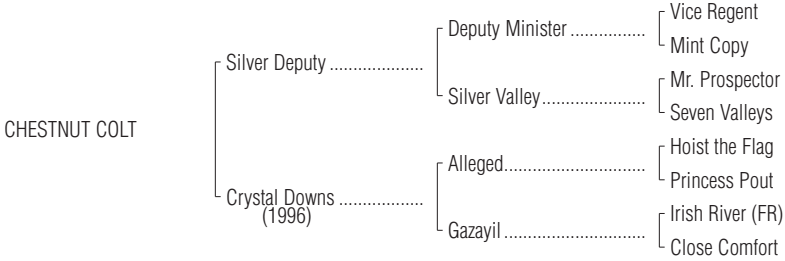 Vice Regent
Deputy Minister ................
Mint Copy
Silver Deputy ....................
Mr. Prospector
Silver Valley......................
Seven Valleys
CHESTNUT COLT
Hoist the Flag
Alleged..............................
Princess Pout
Crystal Downs ..................
(1996)
Irish River (FR)
Gazayil ..............................
Close Comfort